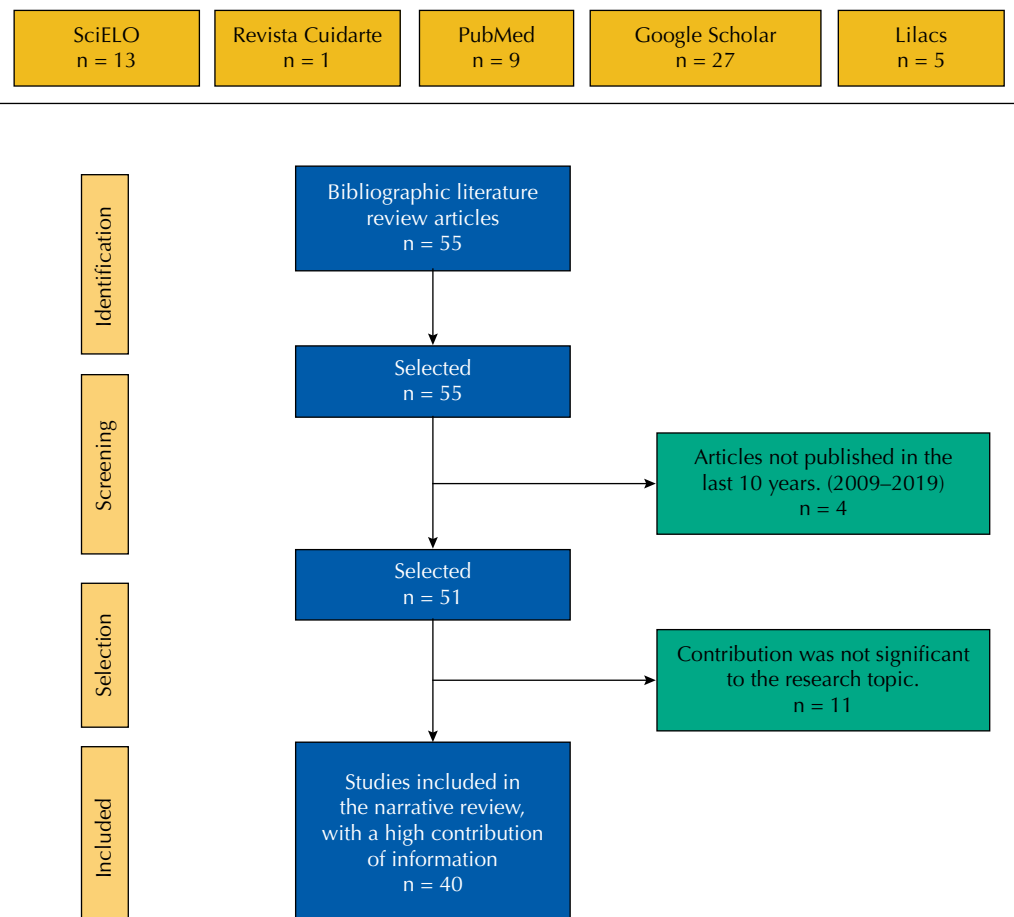 SciELO
n = 13
Revista Cuidarte
n = 1
PubMed
n = 9
Google Scholar
n = 27
Lilacs
n = 5
Identification
Bibliographic literature
review articles
n = 55
Screening
Selected
n = 55
Articles not published in the
last 10 years. (2009–2019)
n = 4
Selection
Selected
n = 51
Contribution was not significant
to the research topic.
n = 11
Included
Studies included in
the narrative review,
with a high contribution
of information
n = 40